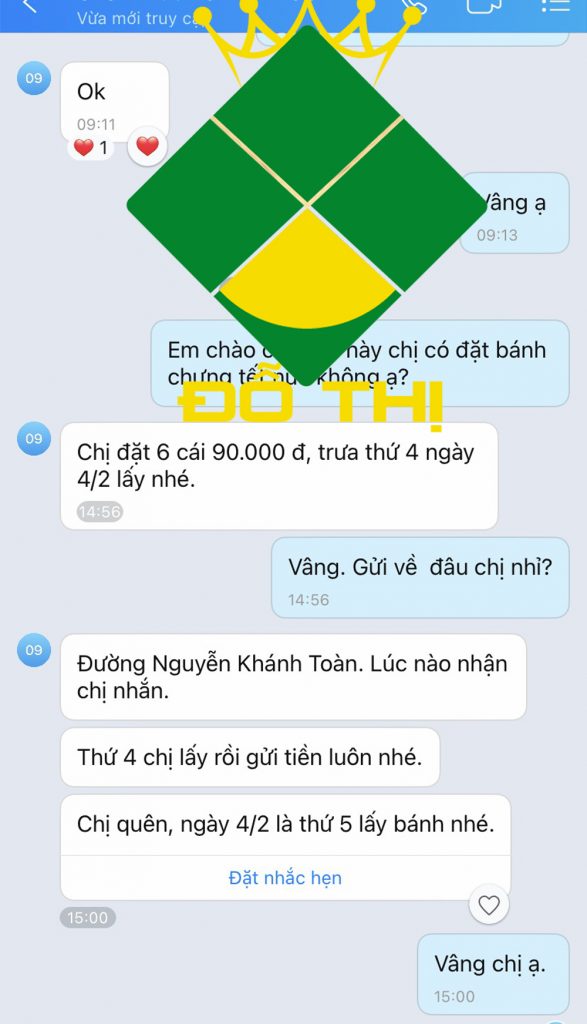 Vừa mới truy cậ
09
Ok
09:11
1
Vâng ạ
09:13
Em chào này chị có đặt bánh
chưng tết không ạ?
ĐỖ THỊ
09
Chị đặt 6 cái 90.000 đ, trưa thứ 4 ngày
4/2 lấy nhé.
14:56
Vâng. Gửi về đâu chị nhỉ?
14:56
09
Đường Nguyễn Khánh Toàn. Lúc nào nhận
chị nhắn.
Thứ 4 chị lấy rồi gửi tiền luôn nhé.
Chị quên, ngày 4/2 là thứ 5 lấy bánh nhé.
Đặt nhắc hẹn
15:00
Vâng chị ạ.
15:00